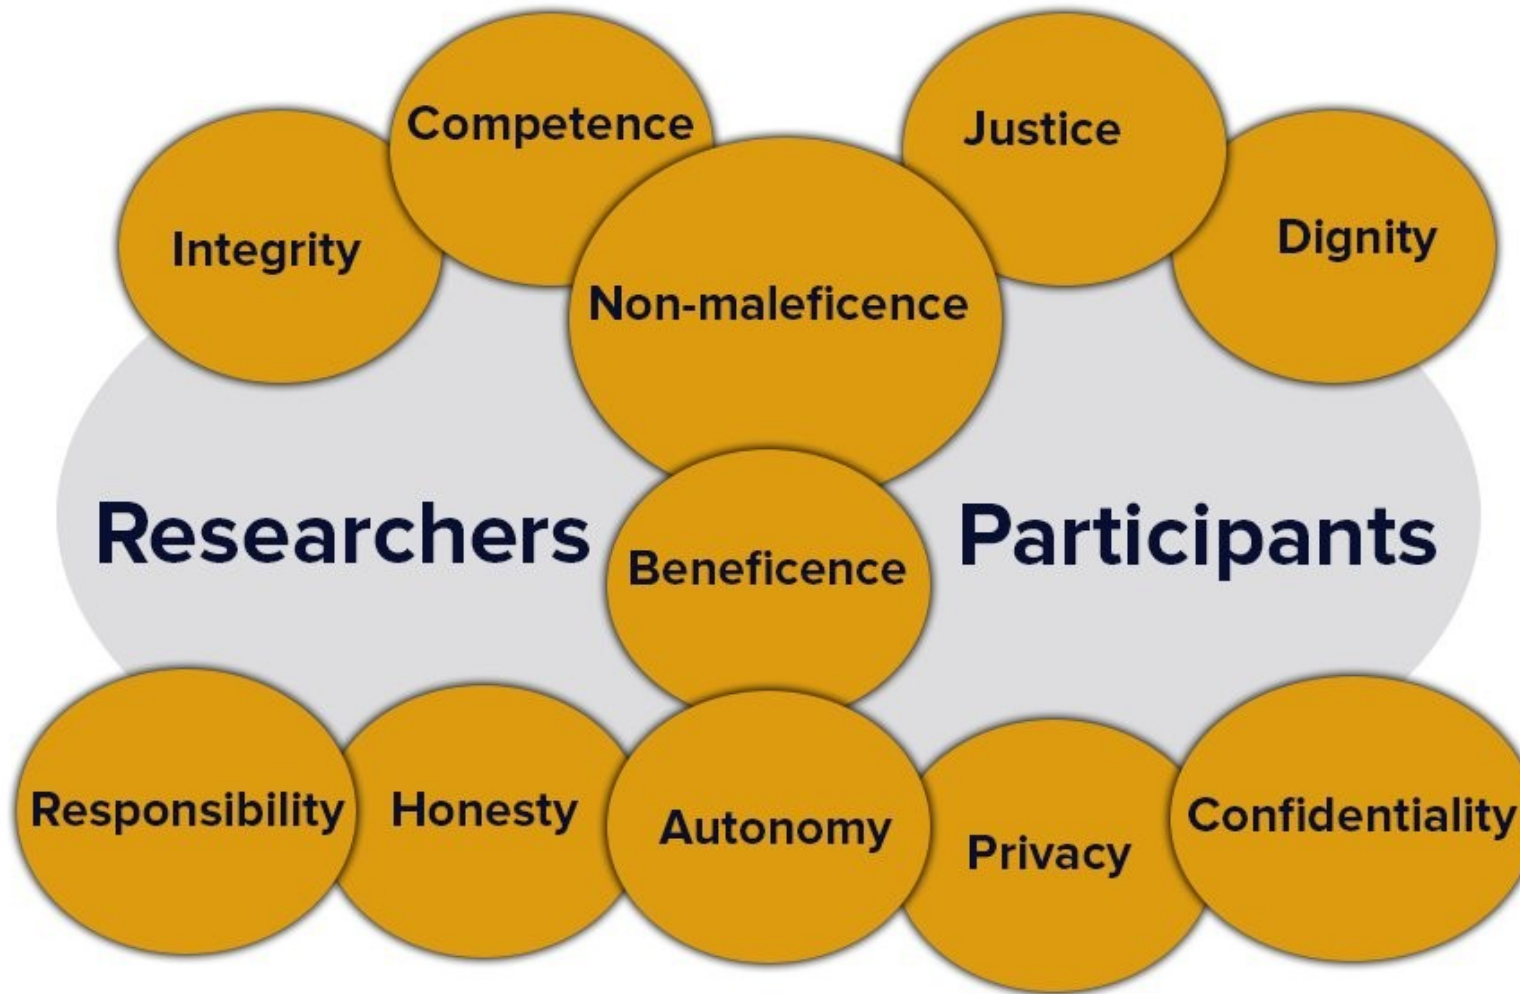 Competence
Justice
Integrity
Dignity
Non-maleficence
Researchers
Participants
Beneficence
Responsibility
Honesty
Autonomy
Privacy
Confidentiality